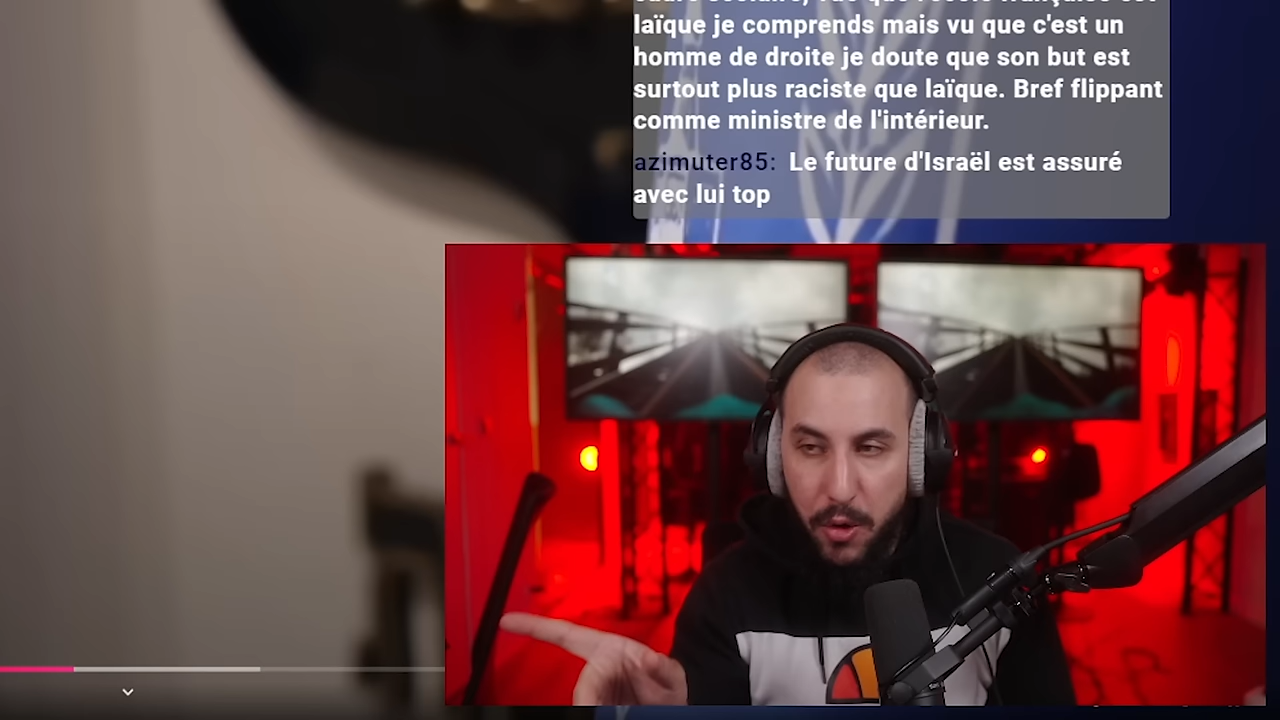 laïque je comprends mais vu que c'est un
homme de droite je doute que son but est
surtout plus raciste que laïque. Bref flippant
comme ministre de l'intérieur.
azimuter85: Le future d'Israël est assuré
avec lui top